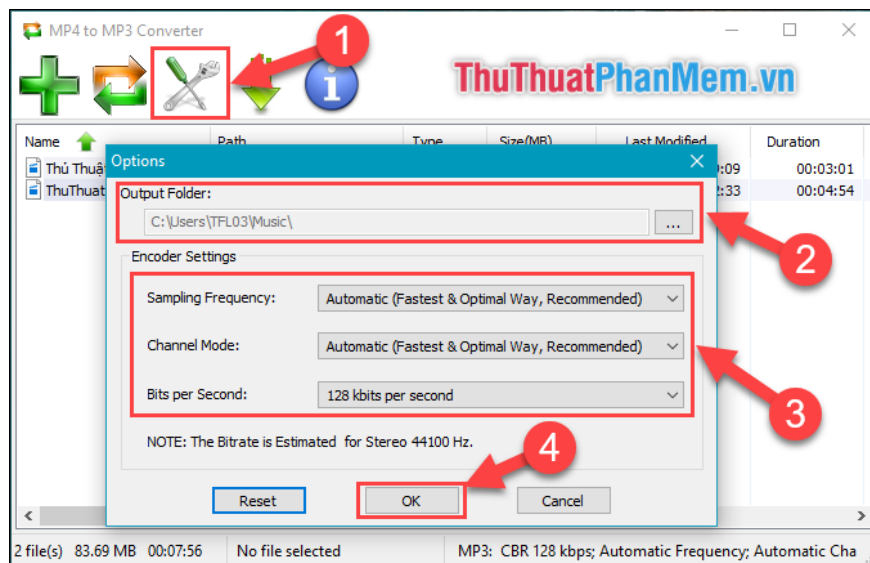 MP4 to MP3 Converter
1
ThuThuatPhanMem.vn
Name Path Type Size(MB) Last Modified Duration
Thủ Thuậ :09 00:03:01
ThuThuat :33 00:04:54
Options
Output Folder:
C:\Users\TFL03\Music\ ...
2
Encoder Settings
Sampling Frequency: Automatic (Fastest & Optimal Way, Recommended)
Channel Mode: Automatic (Fastest & Optimal Way, Recommended)
3
Bits per Second: 128 kbits per second
NOTE: The Bitrate is Estimated for Stereo 44100 Hz.
4
Reset OK Cancel
2 file(s) 83.69 MB 00:07:56 No file selected MP3: CBR 128 kbps; Automatic Frequency; Automatic Cha